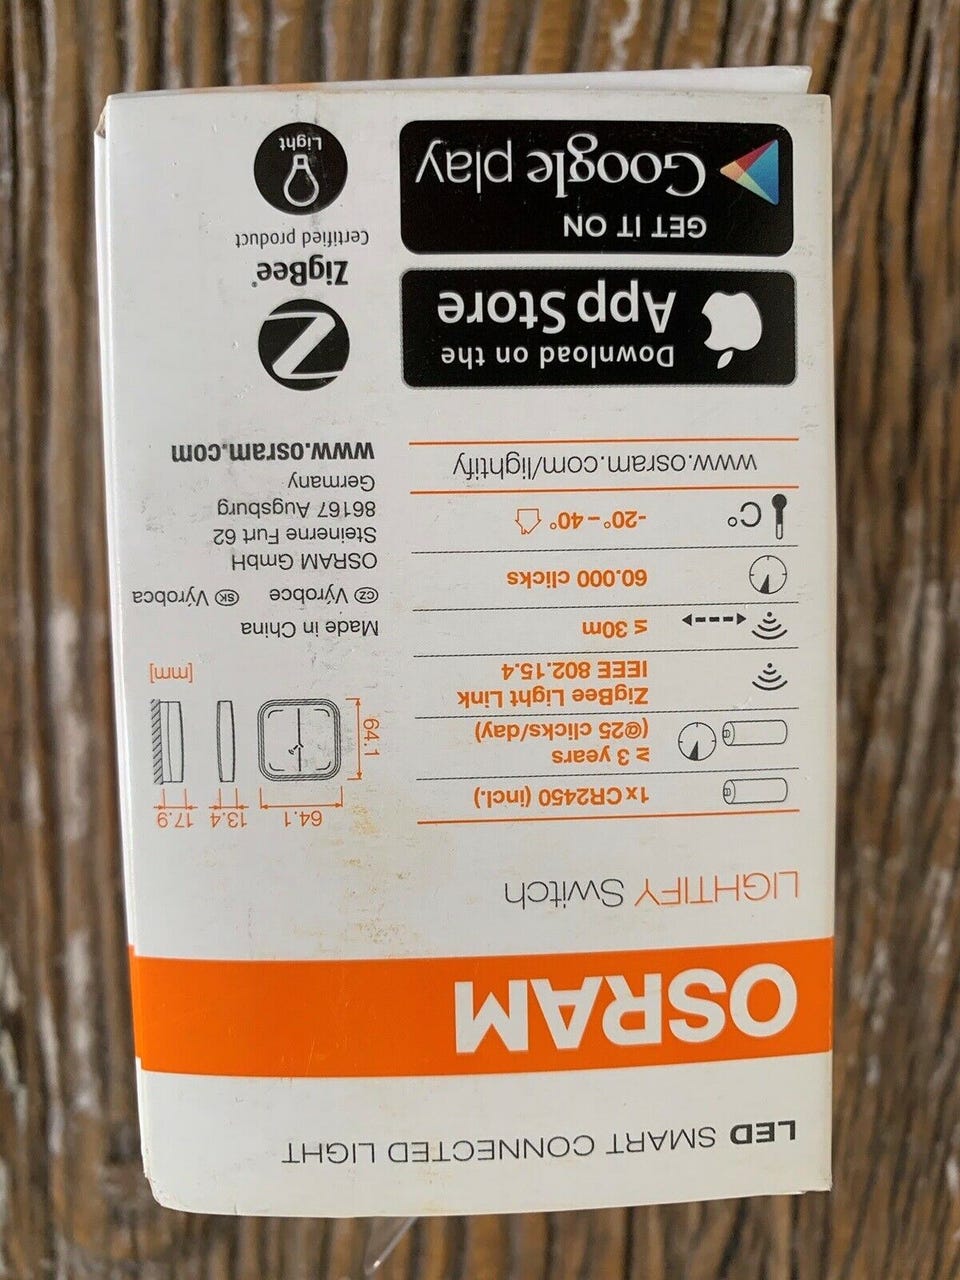 LED SMART CONNECTED LIGHT
OSRAM
LIGHTIFY Switch
1xCR2450 (incl.)
≥ 3 years
(@25 clicks/day)
ZigBee Light Link
IEEE 802.15.4
≤ 30m
60.000 clicks
C° -20°–40°
www.osram.com/lightify
Download on the
App Store
GET IT ON
Google play
64.1 13.4 17.9
64.1
[mm]
Made in China
CZ Výrobce SK Výrobca
OSRAM GmbH
Steinerne Furt 62
86167 Augsburg
Germany
www.osram.com
Z
ZigBee®
Certified product
Light